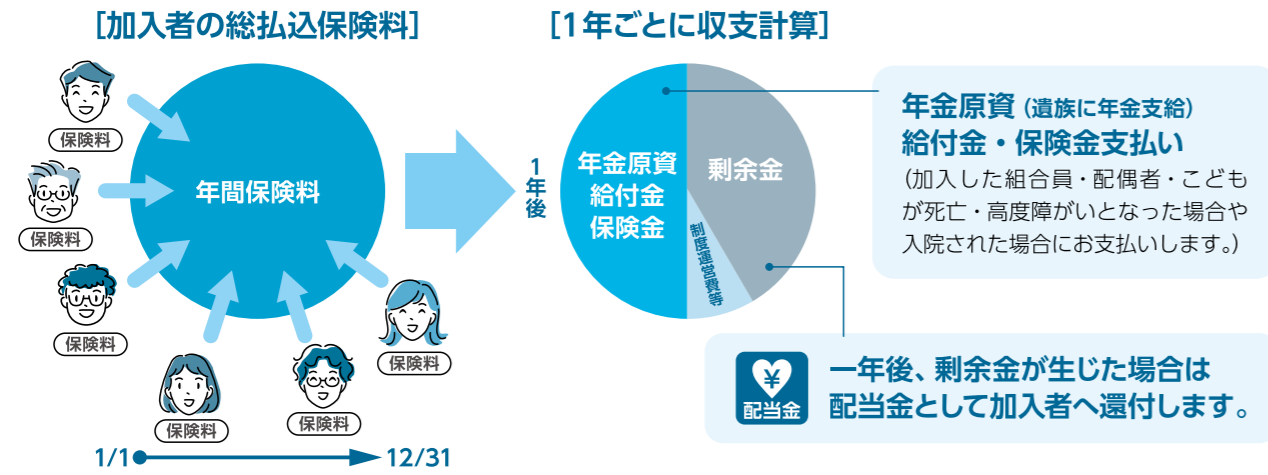 ［加入者の総払込保険料］
保険料
保険料
保険料
保険料
保険料
保険料
年間保険料
1/1
12/31
1年後
［1年ごとに収支計算］
年金原資
給付金
保険金
剰余金
制度運営費等
年金原資（遺族に年金支給）
給付金・保険金支払い
（加入した組合員・配偶者・こども
が死亡・高度障がいとなった場合や
入院された場合にお支払いします。）
¥
配当金
一年後、剰余金が生じた場合は
配当金として加入者へ還付します。